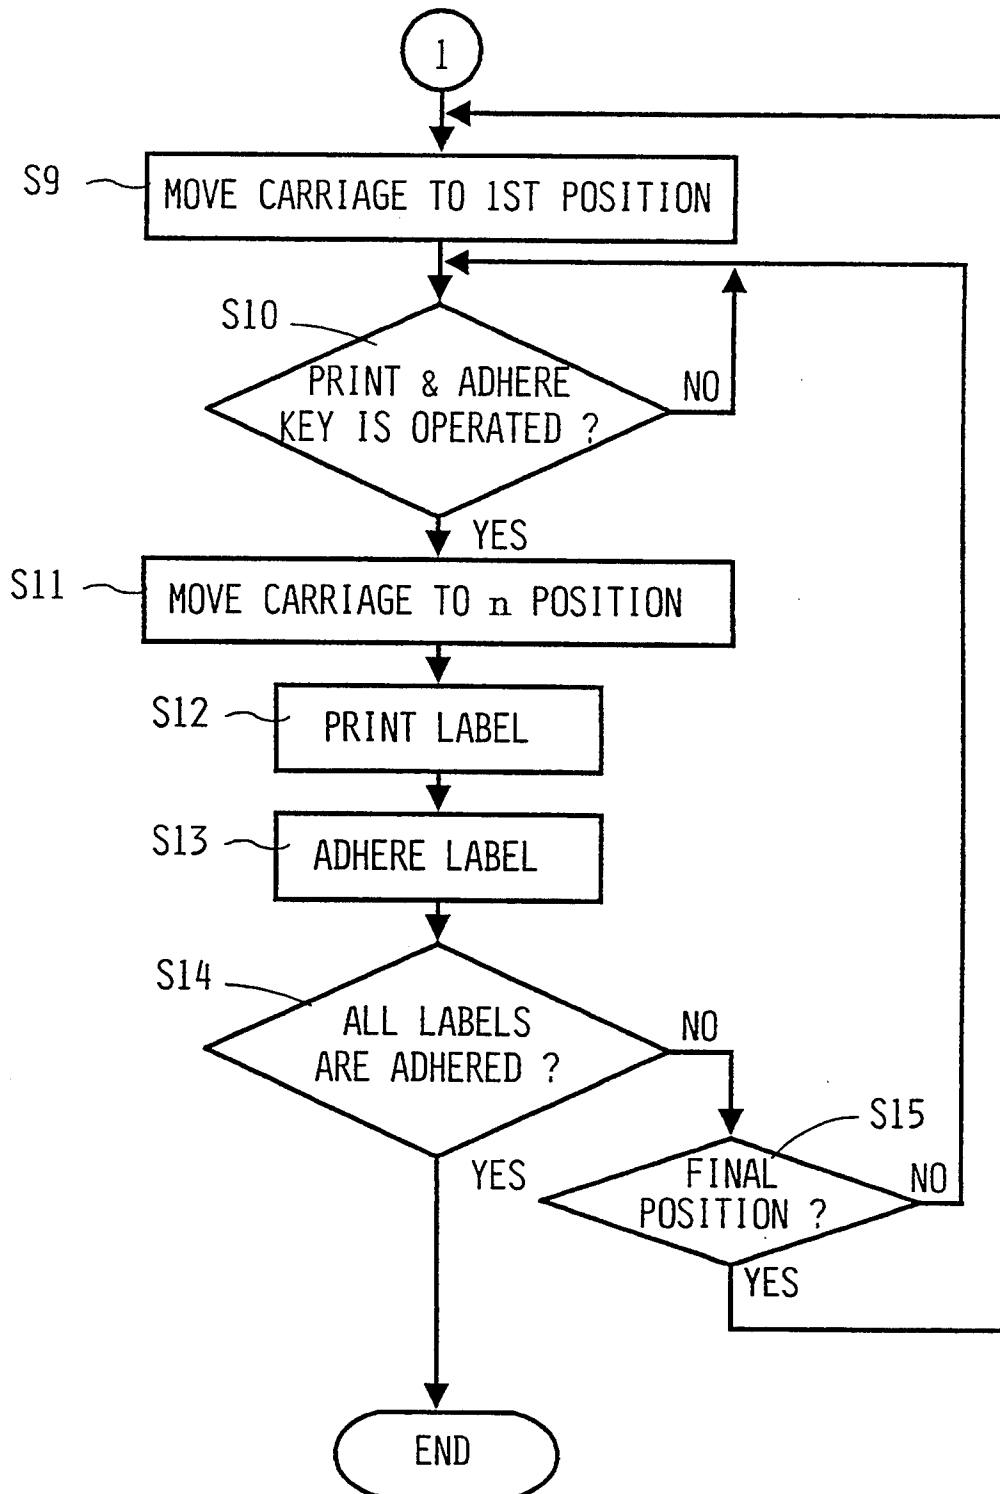 1
S9
MOVE CARRIAGE TO 1ST POSITION
S10
PRINT & ADHERE
KEY IS OPERATED ?
NO
YES
S11
MOVE CARRIAGE TO n POSITION
S12
PRINT LABEL
S13
ADHERE LABEL
S14
ALL LABELS
ARE ADHERED ?
NO
YES
S15
FINAL
POSITION ?
NO
YES
END